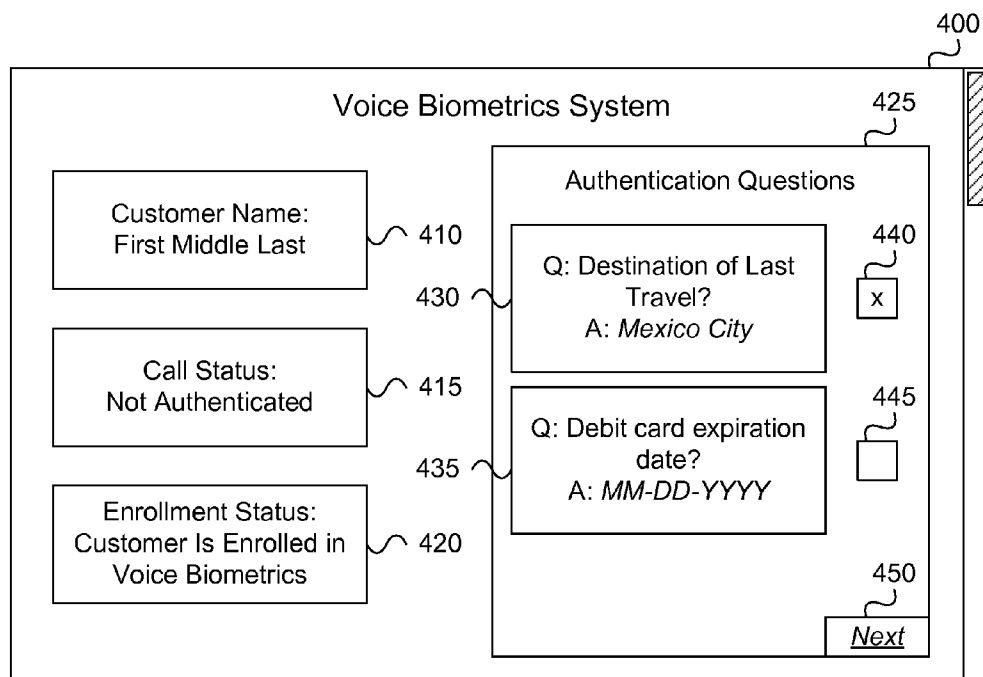 400
Voice Biometrics System
425
Customer Name:
First Middle Last
410
Call Status:
Not Authenticated
415
Enrollment Status:
Customer Is Enrolled in
Voice Biometrics
420
Authentication Questions
430
Q: Destination of Last
Travel?
A: Mexico City
440
x
435
Q: Debit card expiration
date?
A: MM-DD-YYYY
445
450
Next